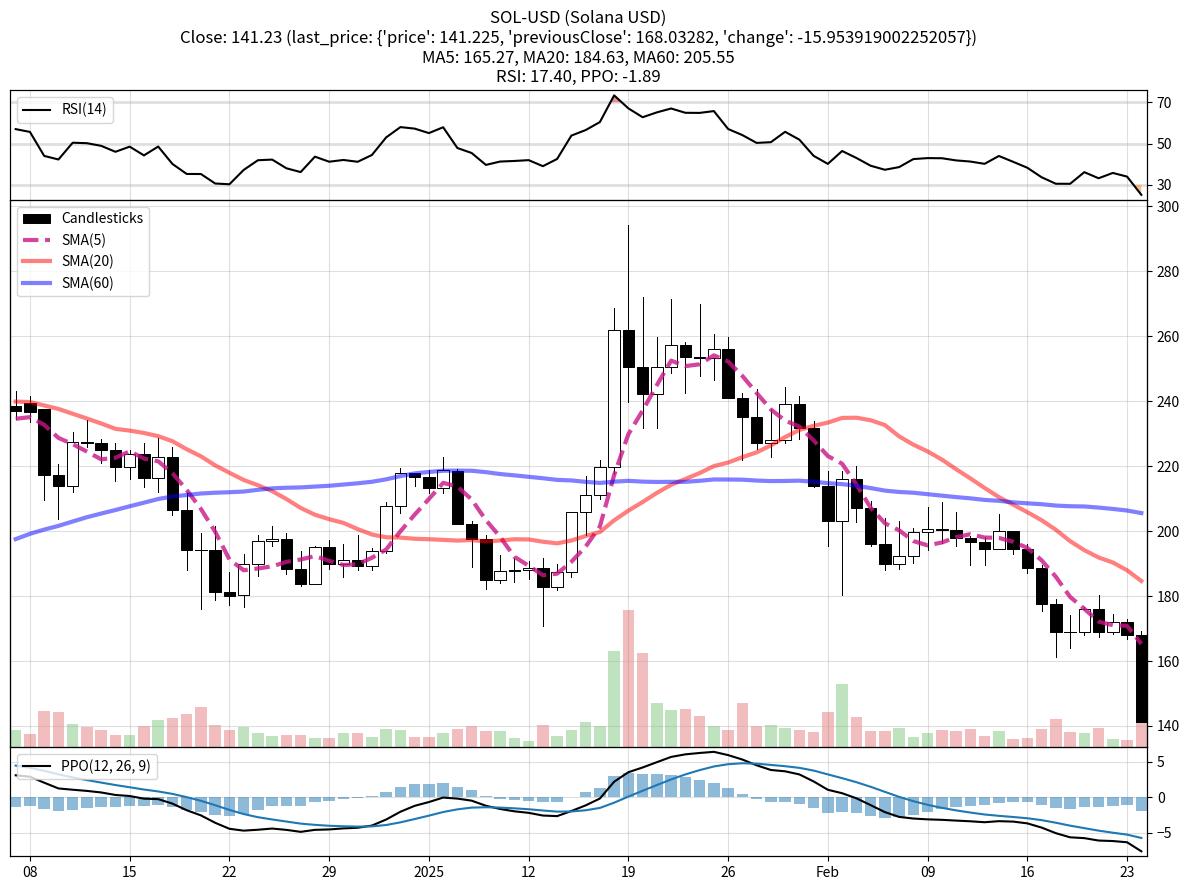 SOL-USD (Solana USD)
Close: 141.23 (last_price: {'price': 141.225, 'previousClose': 168.03282, 'change': -15.953919002252057})
MA5: 165.27, MA20: 184.63, MA60: 205.55
RSI: 17.40, PPO: -1.89
RSI(14)
70
50
30
Candlesticks
SMA(5)
SMA(20)
SMA(60)
300
280
260
240
220
200
180
160
140
PPO(12, 26, 9)
5
0
−5
08 15 22 29 2025 12 19 26 Feb 09 16 23